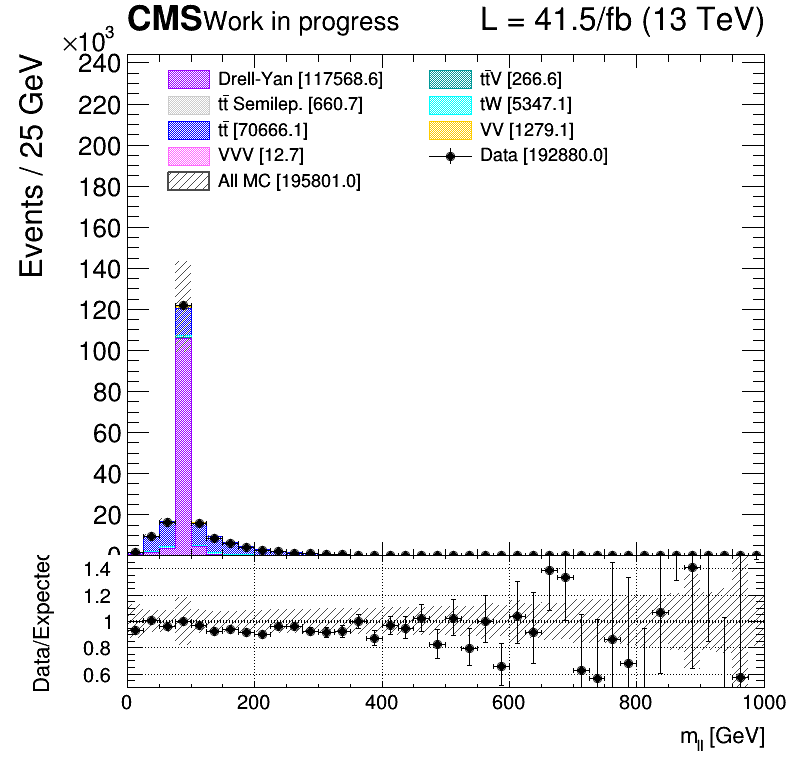 CMS Work in progress L = 41.5/fb (13 TeV)
×10³
Events / 25 GeV
240
220
200
180
160
140
120
100
80
60
40
20
0
Drell-Yan [117568.6]
tt̄ Semilep. [660.7]
tt̄ [70666.1]
VVV [12.7]
All MC [195801.0]
tt̄V [266.6]
tW [5347.1]
VV [1279.1]
Data [192880.0]
Data/Expected
1.4
1.2
1
0.8
0.6
0 200 400 600 800 1000
m_ll [GeV]